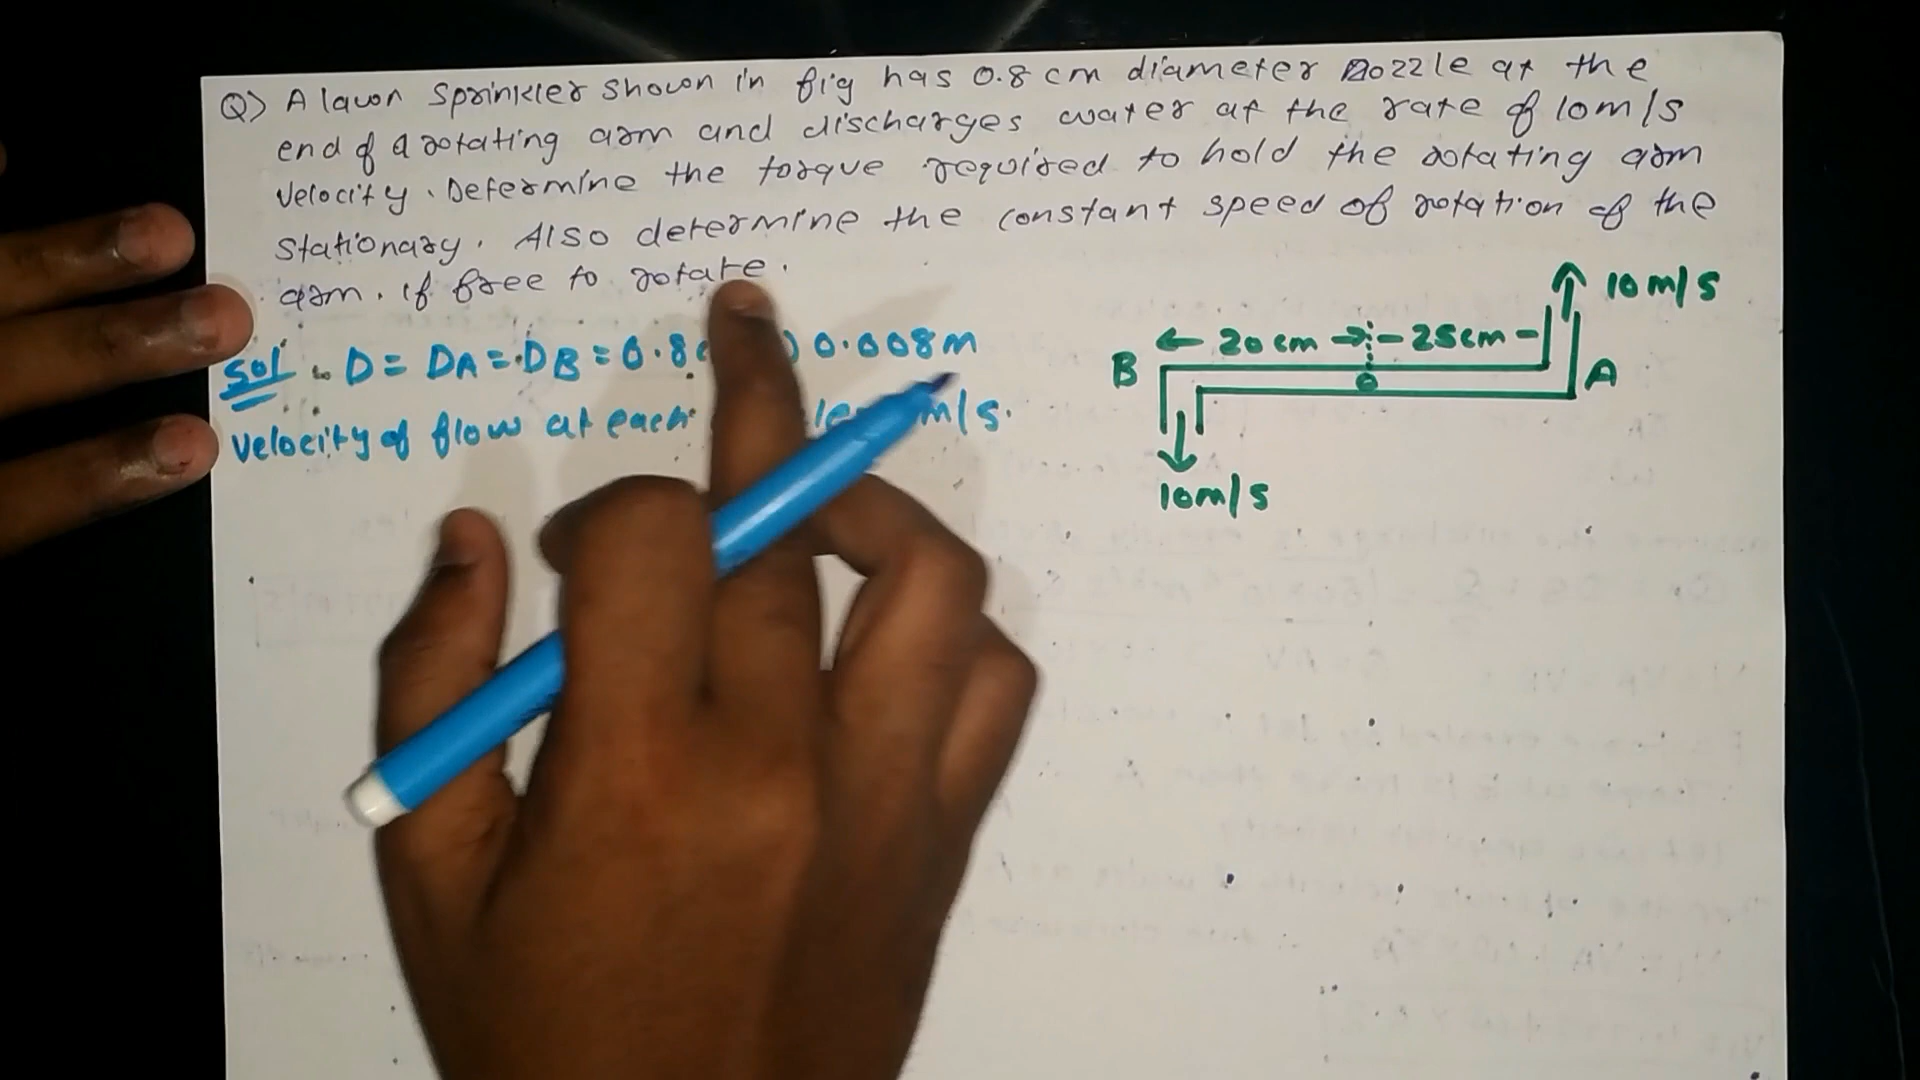 Q) A lawn sprinkler shown in fig has 0.8 cm diameter nozzle at the
end of a rotating arm and discharges water at the rate of 10 m/s
velocity. Determine the torque required to hold the rotating arm
stationary. Also determine the constant speed of rotation of the
arm. if free to rotate.
Sol D = DA = DB = 0.8 0.008m
velocity of flow at each m/s.
10 m/s
20 cm 25cm
B
A
10m/s